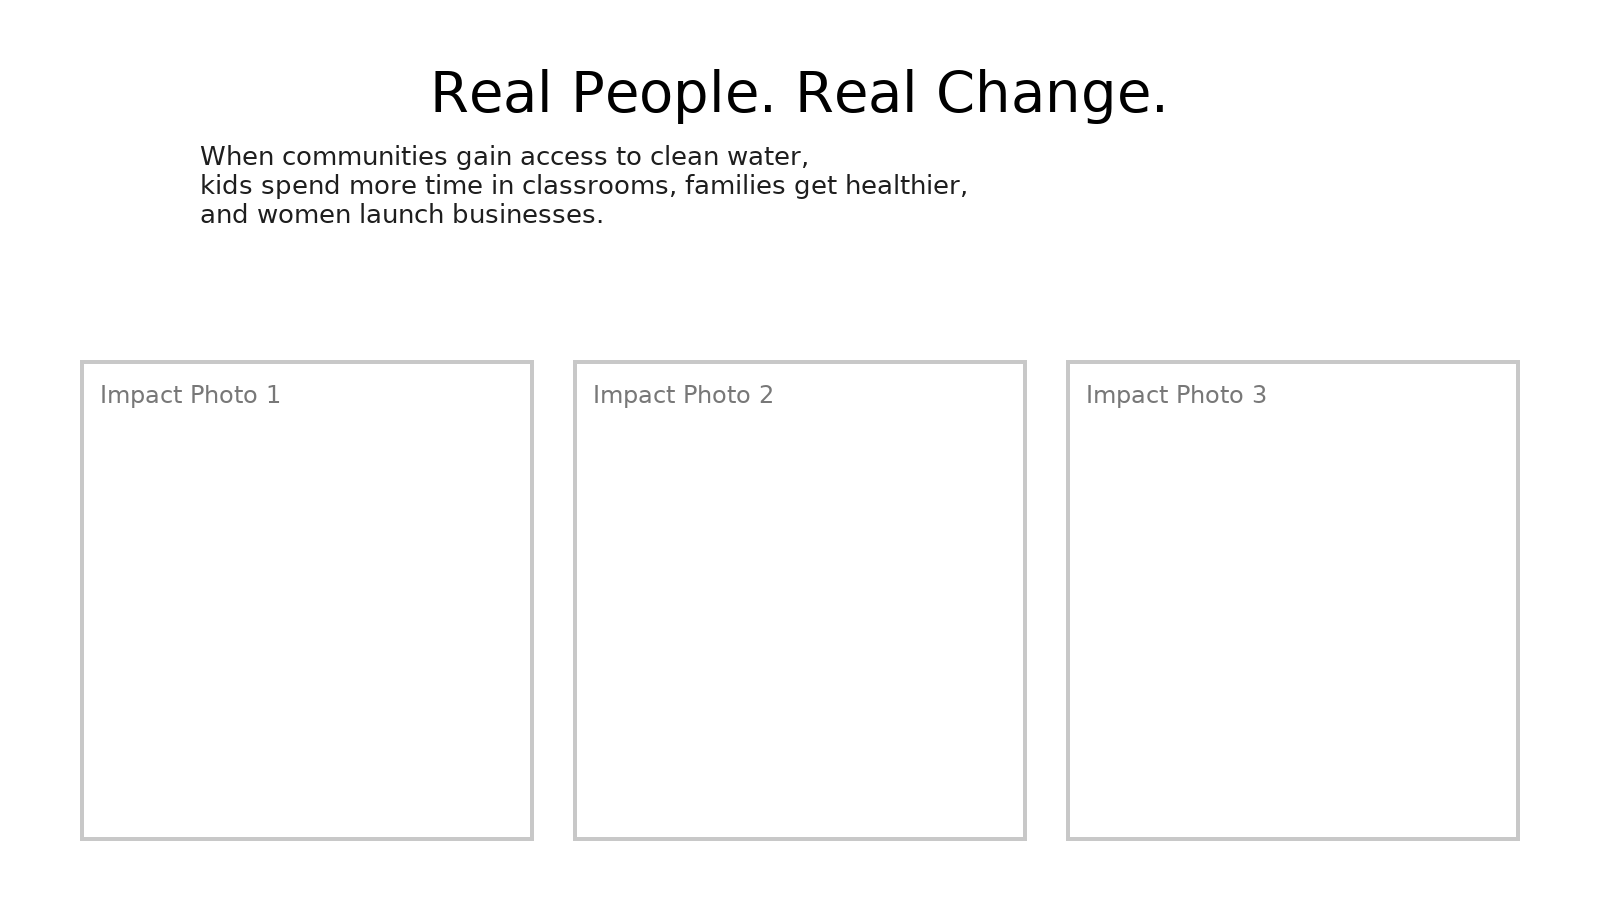 Real People. Real Change.
When communities gain access to clean water,
kids spend more time in classrooms, families get healthier,
and women launch businesses.
Impact Photo 1
Impact Photo 2
Impact Photo 3